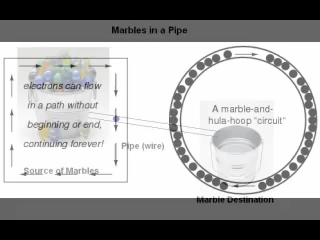 Marbles in a Pipe
electrons can flow
in a path without
beginning or end,
continuing forever!
A marble-and-
hula-hoop "circuit"
Pipe (wire)
Source of Marbles
Marble Destination